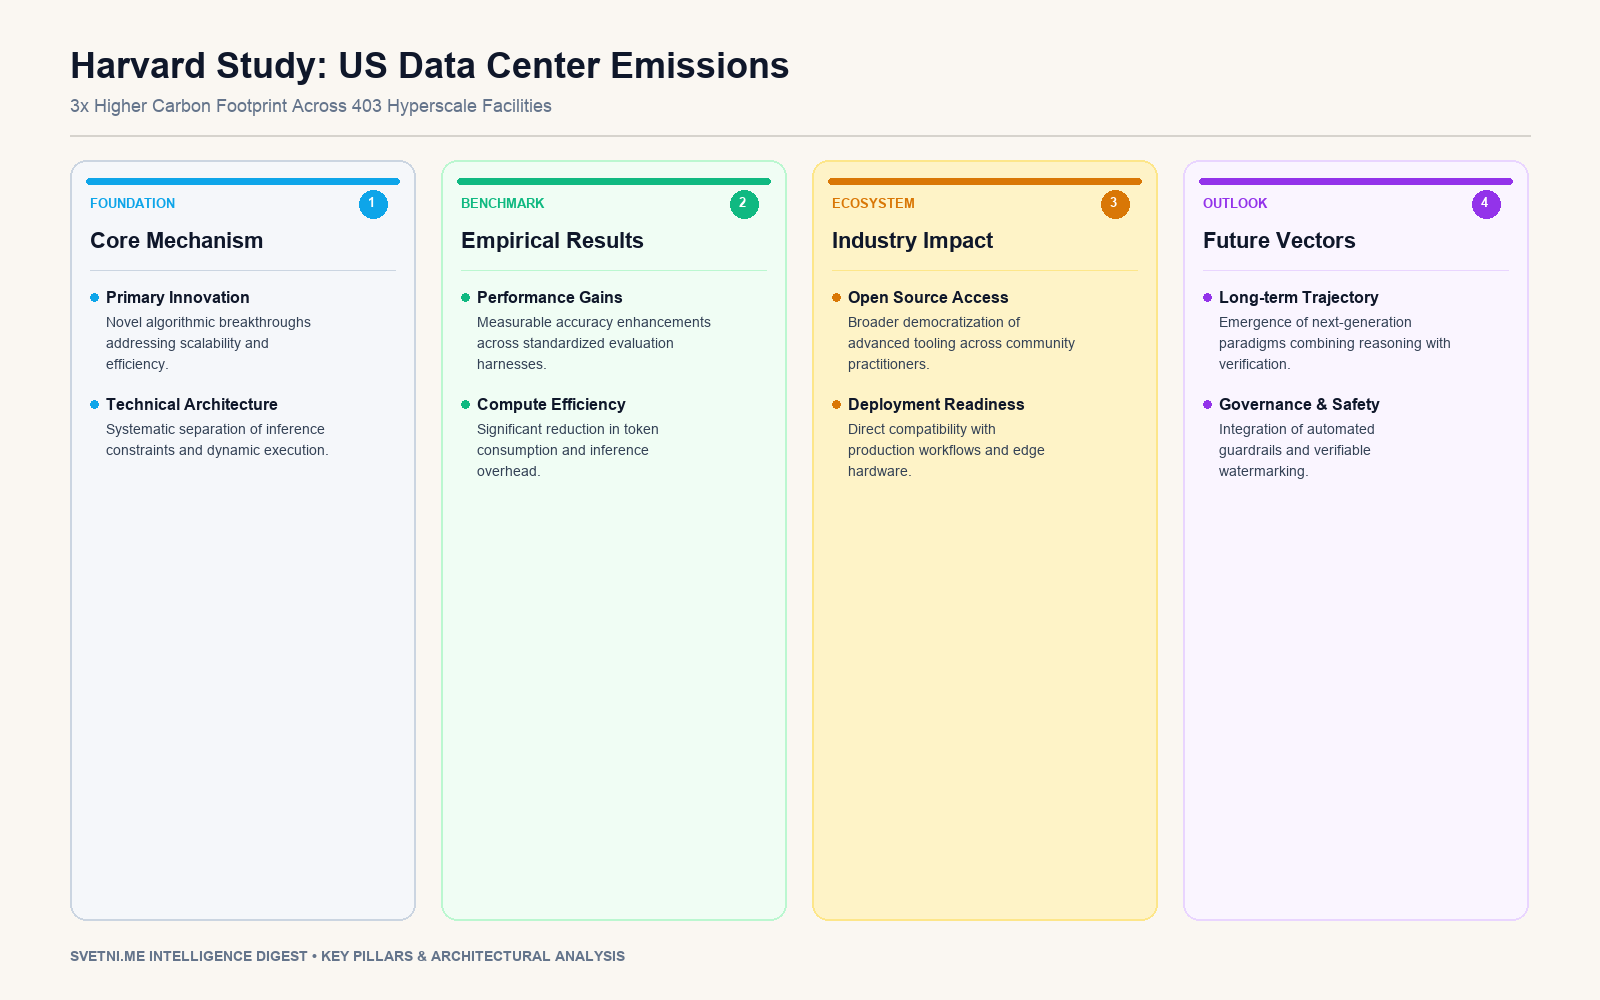 Harvard Study: US Data Center Emissions
3x Higher Carbon Footprint Across 403 Hyperscale Facilities
FOUNDATION
1
Core Mechanism
Primary Innovation
Novel algorithmic breakthroughs
addressing scalability and
efficiency.
Technical Architecture
Systematic separation of inference
constraints and dynamic execution.
BENCHMARK
2
Empirical Results
Performance Gains
Measurable accuracy enhancements
across standardized evaluation
harnesses.
Compute Efficiency
Significant reduction in token
consumption and inference
overhead.
ECOSYSTEM
3
Industry Impact
Open Source Access
Broader democratization of
advanced tooling across community
practitioners.
Deployment Readiness
Direct compatibility with
production workflows and edge
hardware.
OUTLOOK
4
Future Vectors
Long-term Trajectory
Emergence of next-generation
paradigms combining reasoning with
verification.
Governance & Safety
Integration of automated
guardrails and verifiable
watermarking.
SVETNI.ME INTELLIGENCE DIGEST • KEY PILLARS & ARCHITECTURAL ANALYSIS